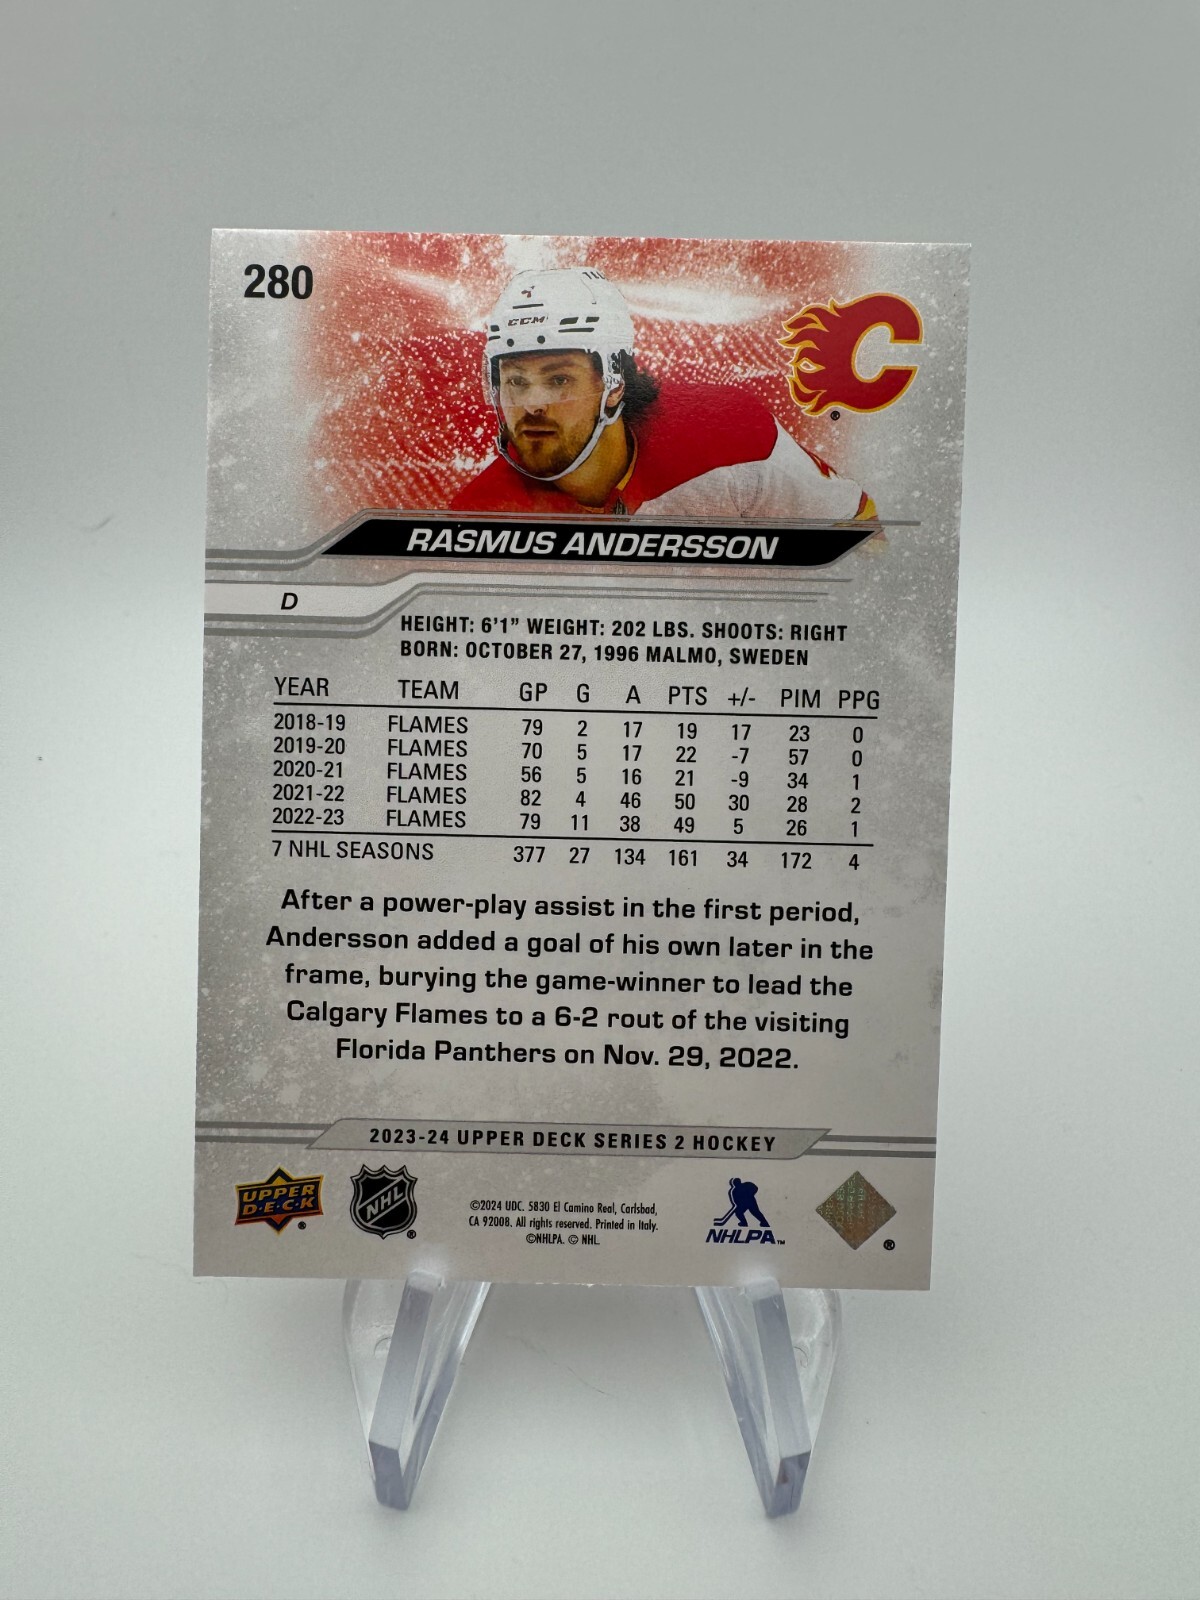 280
CCM
C
®
RASMUS ANDERSSON
D
HEIGHT: 6'1" WEIGHT: 202 LBS. SHOOTS: RIGHT
BORN: OCTOBER 27, 1996 MALMO, SWEDEN
YEAR TEAM GP G A PTS +/- PIM PPG
2018-19 FLAMES 79 2 17 19 17 23 0
2019-20 FLAMES 70 5 17 22 -7 57 0
2020-21 FLAMES 56 5 16 21 -9 34 1
2021-22 FLAMES 82 4 46 50 30 28 2
2022-23 FLAMES 79 11 38 49 5 26 1
7 NHL SEASONS 377 27 134 161 34 172 4
After a power-play assist in the first period,
Andersson added a goal of his own later in the
frame, burying the game-winner to lead the
Calgary Flames to a 6-2 rout of the visiting
Florida Panthers on Nov. 29, 2022.
2023-24 UPPER DECK SERIES 2 HOCKEY
UPPER
D·E·C·K
®
NHL
®
©2024 UDC. 5830 El Camino Real, Carlsbad,
CA 92008. All rights reserved. Printed in Italy.
©NHLPA. © NHL.
NHLPA™
®